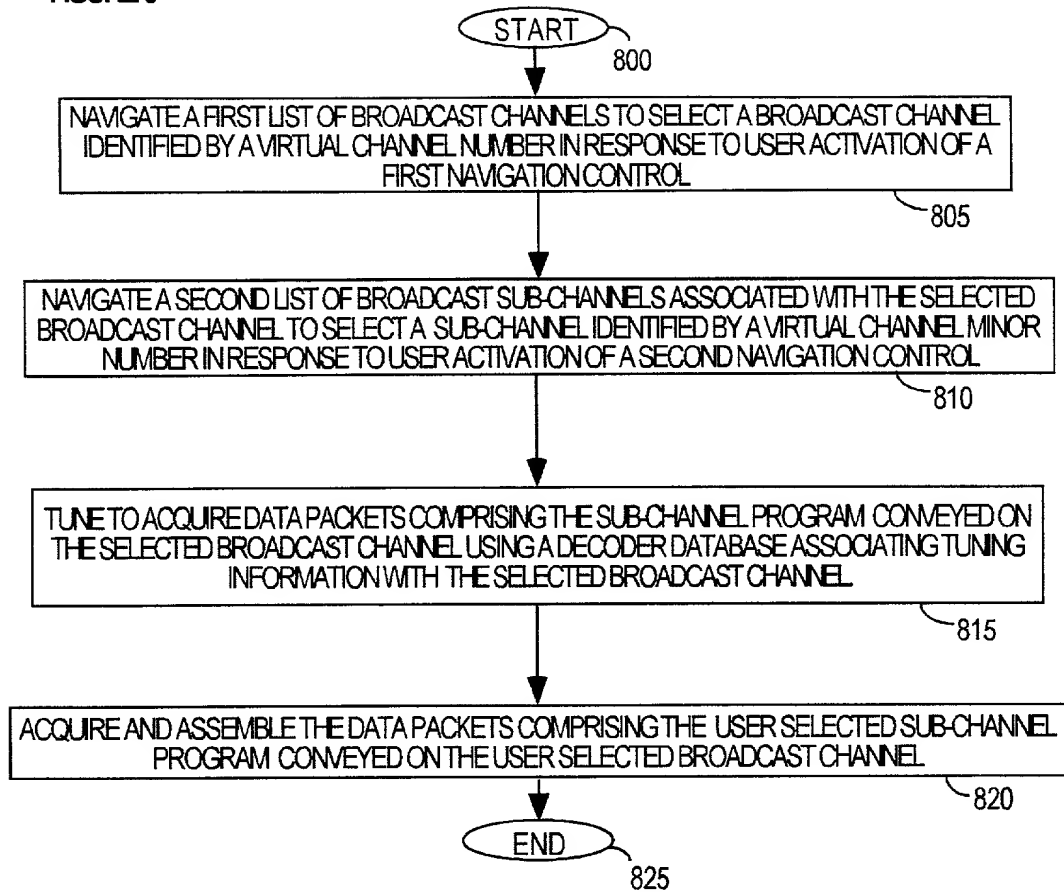 START
800
NAVIGATE A FIRST LIST OF BROADCAST CHANNELS TO SELECT A BROADCAST CHANNEL
IDENTIFIED BY A VIRTUAL CHANNEL NUMBER IN RESPONSE TO USER ACTIVATION OF A
FIRST NAVIGATION CONTROL
805
NAVIGATE A SECOND LIST OF BROADCAST SUB-CHANNELS ASSOCIATED WITH THE SELECTED
BROADCAST CHANNEL TO SELECT A SUB-CHANNEL IDENTIFIED BY A VIRTUAL CHANNEL MINOR
NUMBER IN RESPONSE TO USER ACTIVATION OF A SECOND NAVIGATION CONTROL
810
TUNE TO ACQUIRE DATA PACKETS COMPRISING THE SUB-CHANNEL PROGRAM CONVEYED ON
THE SELECTED BROADCAST CHANNEL USING A DECODER DATABASE ASSOCIATING TUNING
INFORMATION WITH THE SELECTED BROADCAST CHANNEL
815
ACQUIRE AND ASSEMBLE THE DATA PACKETS COMPRISING THE USER SELECTED SUB-CHANNEL
PROGRAM CONVEYED ON THE USER SELECTED BROADCAST CHANNEL
820
END
825